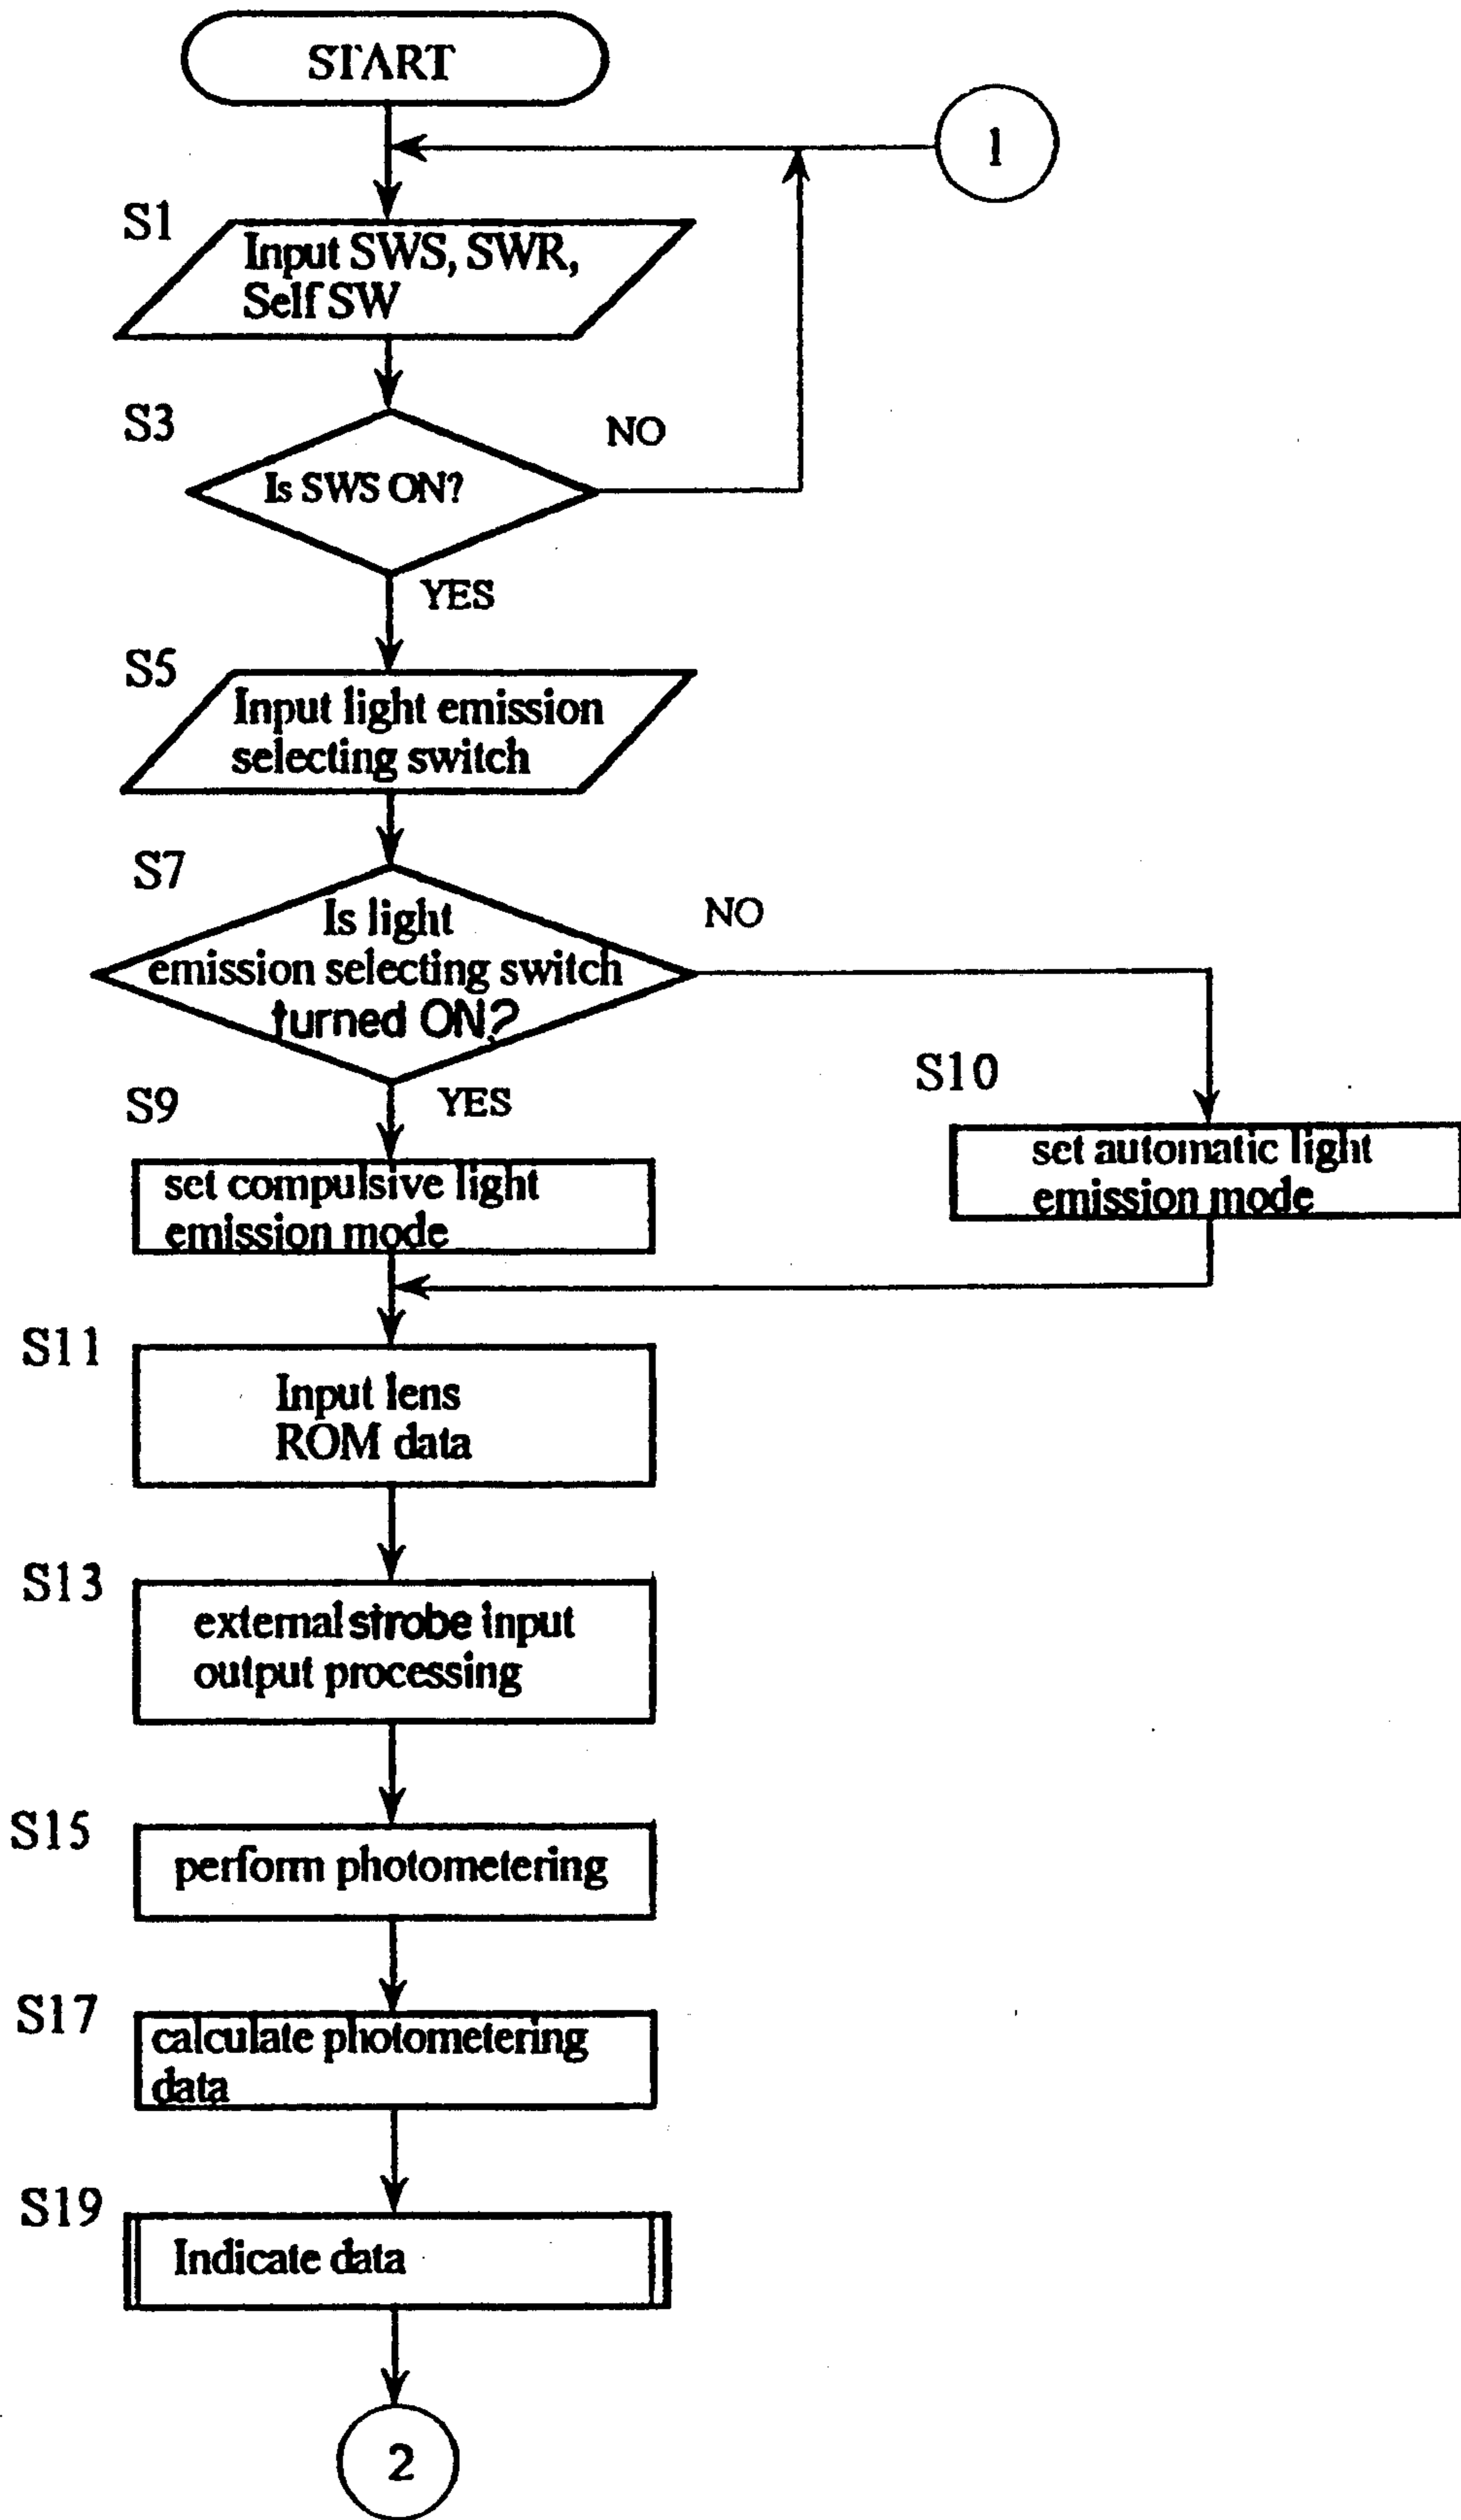 START
1
S1
Input SWS, SWR,
Self SW
S3
NO
Is SWS ON?
YES
S5
Input light emission
selecting switch
S7
NO
Is light
emission selecting switch
turned ON?
S10
S9
YES
set automatic light
emission mode
set compulsive light
emission mode
S11
Input lens
ROM data
S13
external strobe input
output processing
S15
perform photometering
S17
calculate photometering
data
S19
Indicate data
2